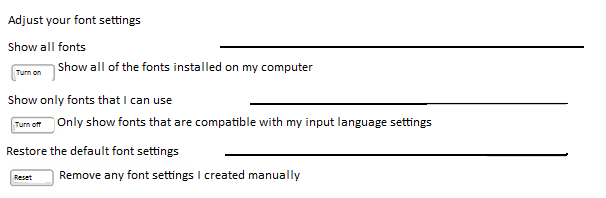 Adjust your font settings
Show all fonts
Turn on Show all of the fonts installed on my computer
Show only fonts that I can use
Turn off Only show fonts that are compatible with my input language settings
Restore the default font settings
Reset Remove any font settings I created manually